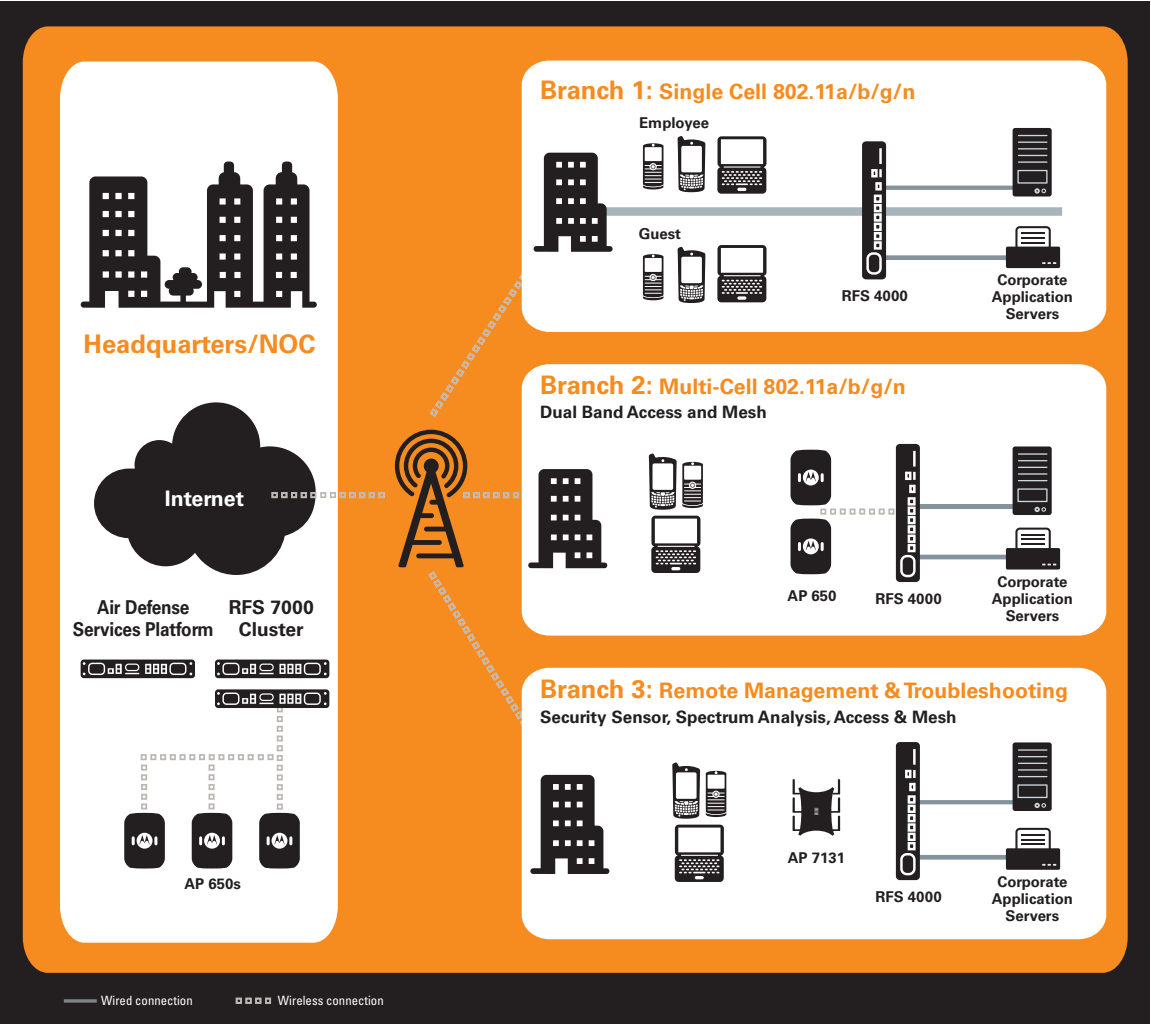 Headquarters/NOC
Internet
Air Defense
Services Platform
RFS 7000
Cluster
AP 650s
Branch 1: Single Cell 802.11a/b/g/n
Employee
Guest
RFS 4000
Corporate
Application
Servers
Branch 2: Multi-Cell 802.11a/b/g/n
Dual Band Access and Mesh
AP 650
RFS 4000
Corporate
Application
Servers
Branch 3: Remote Management & Troubleshooting
Security Sensor, Spectrum Analysis, Access & Mesh
AP 7131
RFS 4000
Corporate
Application
Servers
Wired connection
Wireless connection